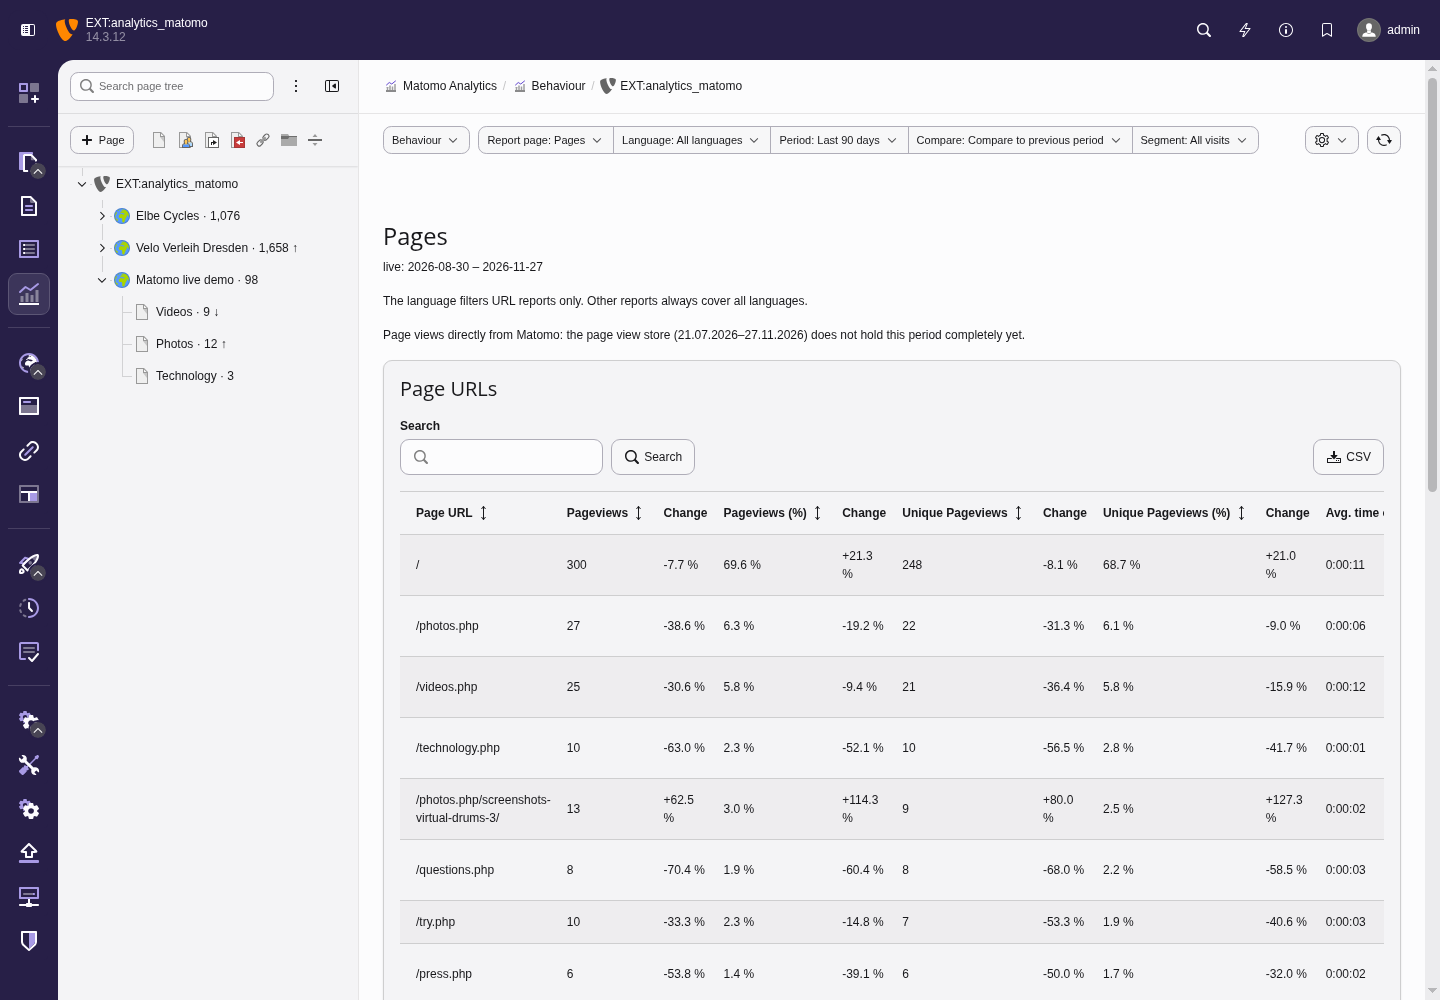 EXT:analytics_matomo
14.3.12
admin
Search page tree
Page
EXT:analytics_matomo
Elbe Cycles · 1,076
Velo Verleih Dresden · 1,658 ↑
Matomo live demo · 98
Videos · 9 ↓
Photos · 12 ↑
Technology · 3
Matomo Analytics / Behaviour / EXT:analytics_matomo
Behaviour Report page: Pages Language: All languages Period: Last 90 days Compare: Compare to previous period Segment: All visits
Pages
live: 2026-08-30 – 2026-11-27
The language filters URL reports only. Other reports always cover all languages.
Page views directly from Matomo: the page view store (21.07.2026–27.11.2026) does not hold this period completely yet.
Page URLs
Search
Search CSV
Page URL Pageviews Change Pageviews (%) Change Unique Pageviews Change Unique Pageviews (%) Change Avg. time
/ 300 -7.7 % 69.6 % +21.3 % 248 -8.1 % 68.7 % +21.0 % 0:00:11
/photos.php 27 -38.6 % 6.3 % -19.2 % 22 -31.3 % 6.1 % -9.0 % 0:00:06
/videos.php 25 -30.6 % 5.8 % -9.4 % 21 -36.4 % 5.8 % -15.9 % 0:00:12
/technology.php 10 -63.0 % 2.3 % -52.1 % 10 -56.5 % 2.8 % -41.7 % 0:00:01
/photos.php/screenshots-virtual-drums-3/ 13 +62.5 % 3.0 % +114.3 % 9 +80.0 % 2.5 % +127.3 % 0:00:02
/questions.php 8 -70.4 % 1.9 % -60.4 % 8 -68.0 % 2.2 % -58.5 % 0:00:03
/try.php 10 -33.3 % 2.3 % -14.8 % 7 -53.3 % 1.9 % -40.6 % 0:00:03
/press.php 6 -53.8 % 1.4 % -39.1 % 6 -50.0 % 1.7 % -32.0 % 0:00:02